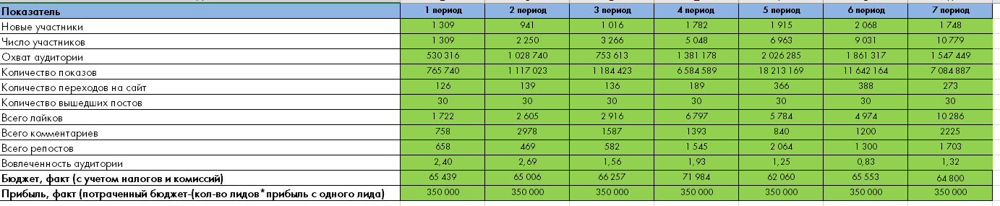 Показатель 1 период 2 период 3 период 4 период 5 период 6 период 7 период
Новые участники 1 309 941 1 016 1 782 1 915 2 068 1 748
Число участников 1 309 2 250 3 266 5 048 6 963 9 031 10 779
Охват аудитории 530 316 1 028 740 753 613 1 381 178 2 026 285 1 861 317 1 547 449
Количество показов 765 740 1 117 023 1 184 423 6 584 589 18 213 169 11 642 164 7 084 887
Количество переходов на сайт 126 139 136 189 366 388 273
Количество вышедших постов 30 30 30 30 30 30 30
Всего лайков 1 722 2 605 2 916 6 797 5 784 4 974 10 286
Всего комментариев 758 2978 1587 1393 840 1200 2225
Всего репостов 658 469 582 1 545 2 064 1 300 1 703
Вовлеченность аудитории 2,40 2,69 1,56 1,93 1,25 0,83 1,32
Бюджет, факт (с учетом налогов и комиссий) 65 439 65 006 66 257 71 984 62 060 65 553 64 800
Прибыль, факт (потраченный бюджет-(кол-во лидов*прибыль с одного лида) 350 000 350 000 350 000 350 000 350 000 350 000 350 000